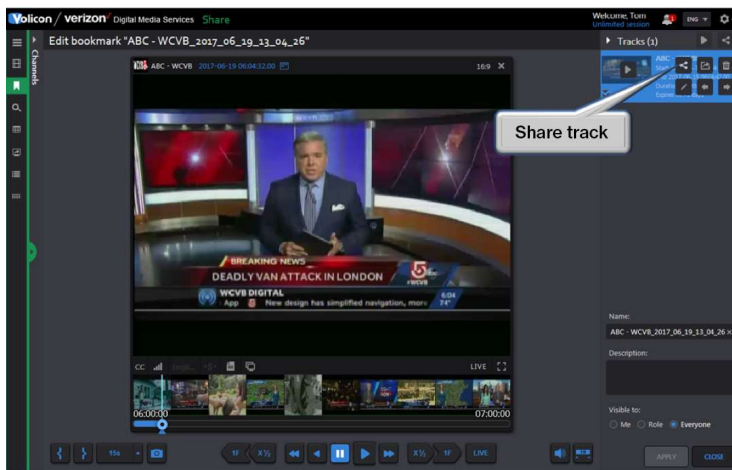 Volicon / verizon✓ Digital Media Services Share
Welcome, Tom
Unlimited session
ENG
Edit bookmark "ABC - WCVB_2017_06_19_13_04_26"
Channels
Tracks (1)
ABC - WCVB 2017-06-19 06:04:32.00
16:9
ABC
Share track
BREAKING NEWS
DEADLY VAN ATTACK IN LONDON
5
WCVB
WCVB DIGITAL
App 5 New design has simplified navigation, more
6:04
74°
CC
LIVE
06:00:00
07:00:00
Name:
ABC - WCVB_2017_06_19_13_04_26
Description:
Visible to:
Me Role Everyone
15s
1F X½
X½ 1F LIVE
APPLY CLOSE